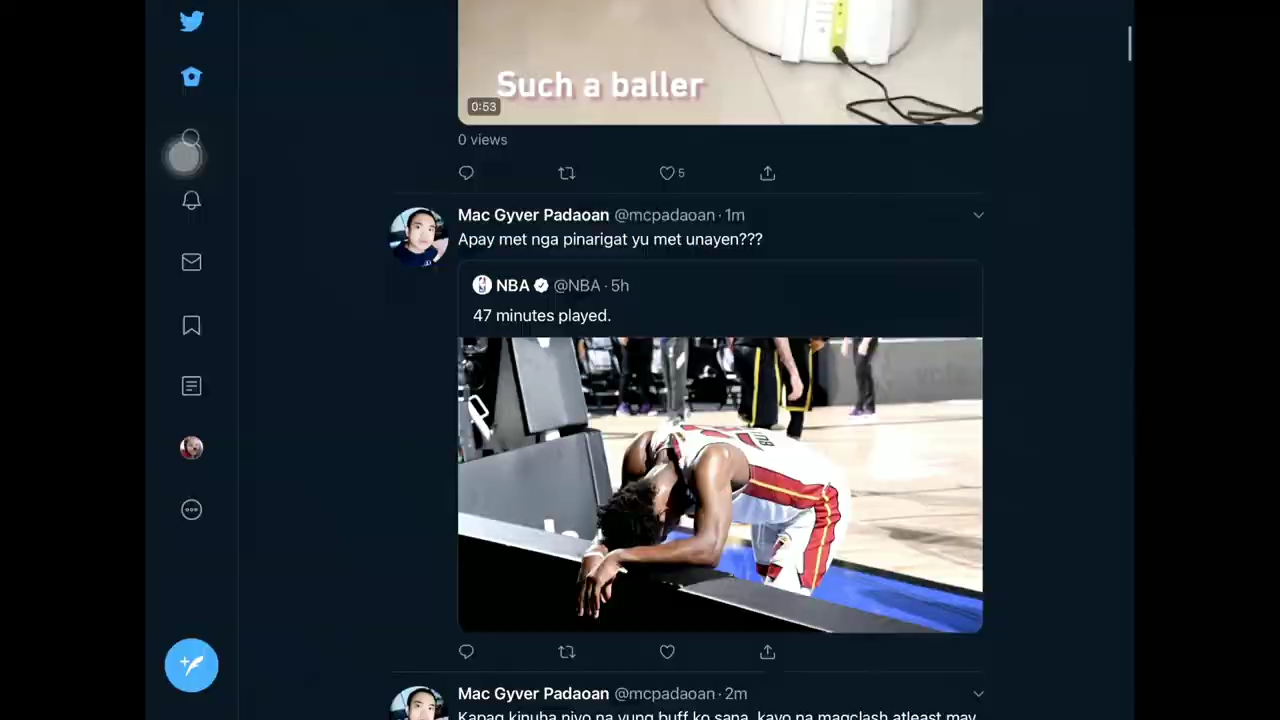 Such a baller
0:53
0 views
5
Mac Gyver Padaoan @mcpadaoan · 1m
Apay met nga pinarigat yu met unayen???
NBA @NBA · 5h
47 minutes played.
Mac Gyver Padaoan @mcpadaoan · 2m
Kapag kinuha niyo na yung buff ko sana, kayo na magclash atleast may